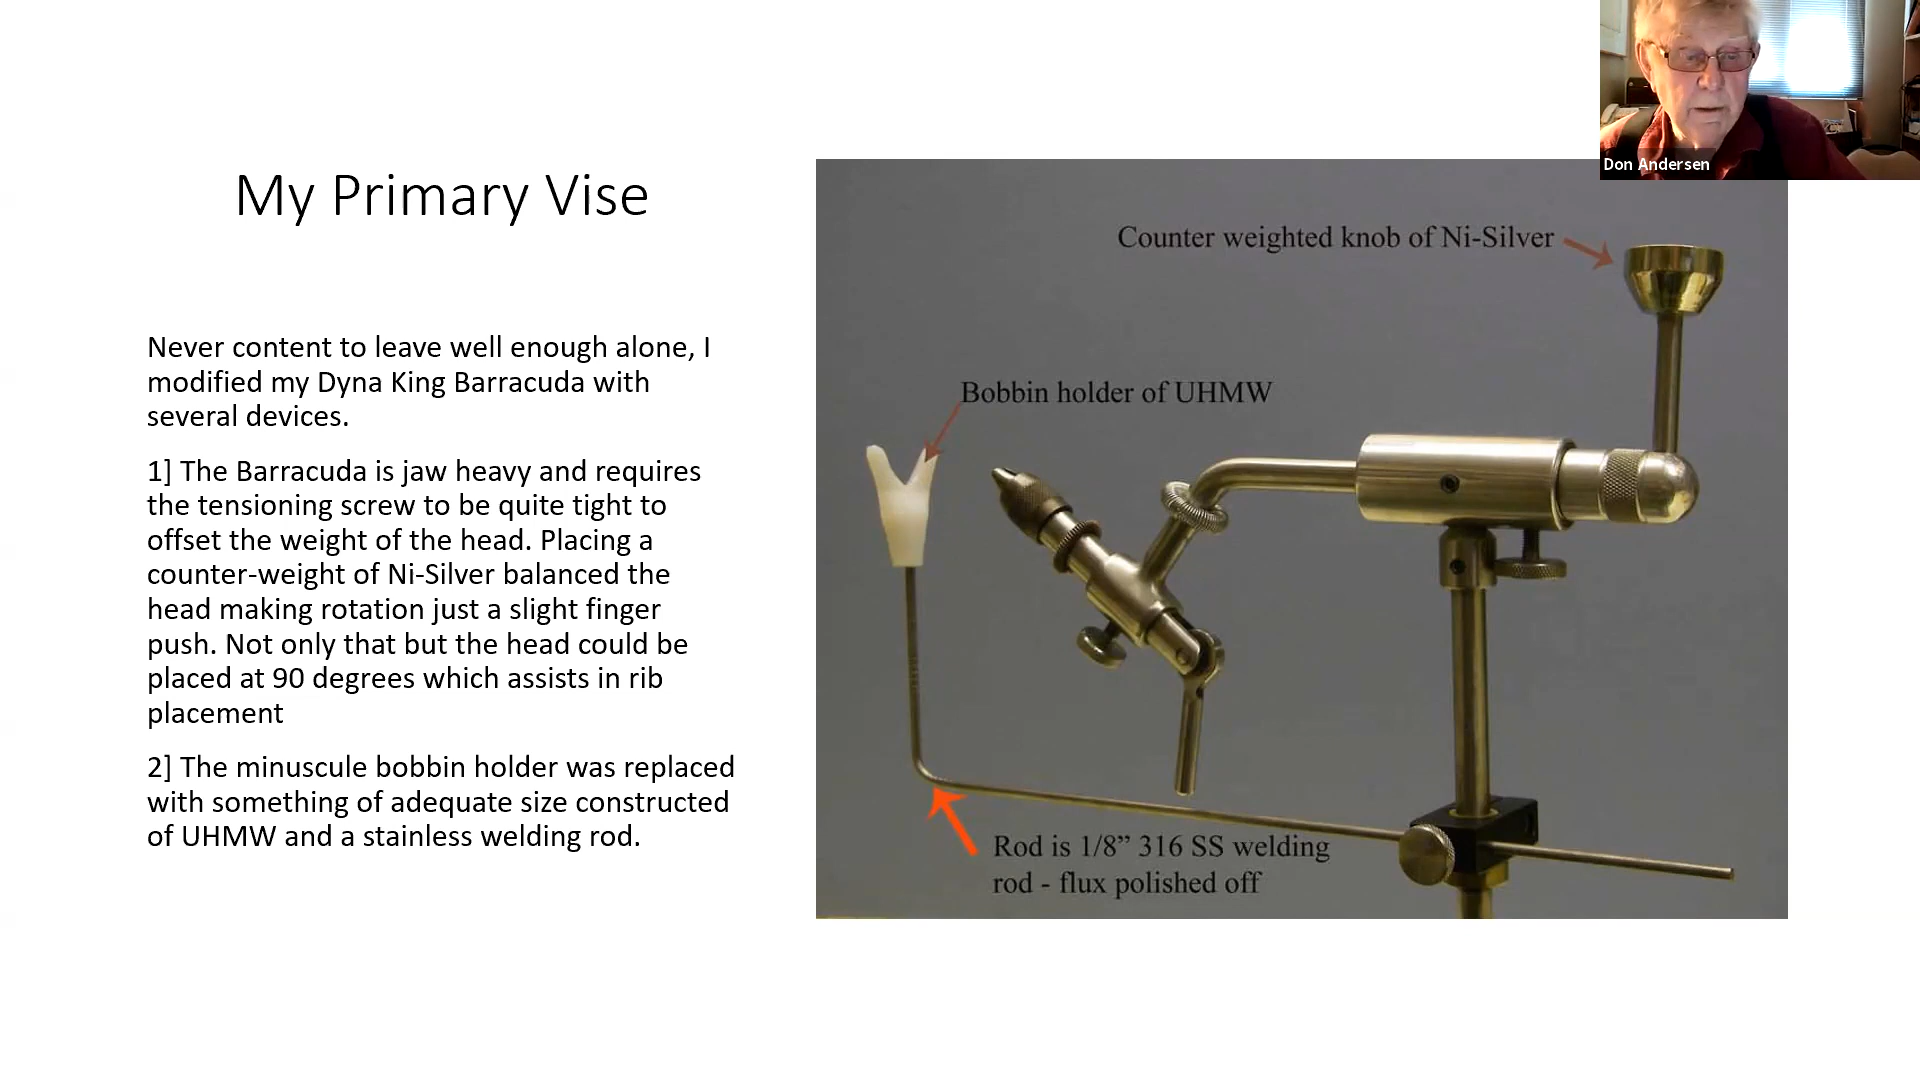 Don Andersen
My Primary Vise
Never content to leave well enough alone, I
modified my Dyna King Barracuda with
several devices.
1] The Barracuda is jaw heavy and requires
the tensioning screw to be quite tight to
offset the weight of the head. Placing a
counter-weight of Ni-Silver balanced the
head making rotation just a slight finger
push. Not only that but the head could be
placed at 90 degrees which assists in rib
placement
2] The minuscule bobbin holder was replaced
with something of adequate size constructed
of UHMW and a stainless welding rod.
Counter weighted knob of Ni-Silver
Bobbin holder of UHMW
Rod is 1/8” 316 SS welding
rod - flux polished off